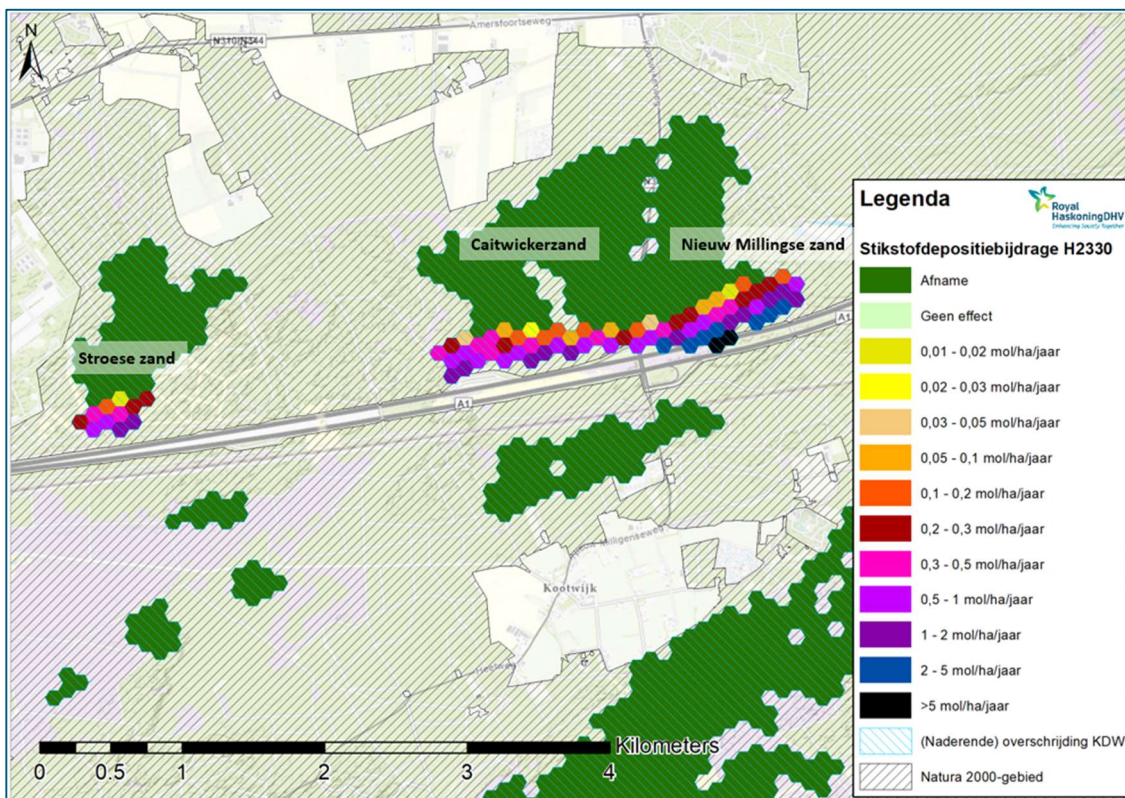 N
Amersfoortseweg
N310/N344
Caitwickerzand
Nieuw Millingse zand
Stroese zand
A1
A1
Kootwijk
Heetweg
Kilometers
0 0.5 1 2 3 4
Legenda
Royal
HaskoningDHV
Enhancing Society Together
Stikstofdepositiebijdrage H2330
Afname
Geen effect
0,01 - 0,02 mol/ha/jaar
0,02 - 0,03 mol/ha/jaar
0,03 - 0,05 mol/ha/jaar
0,05 - 0,1 mol/ha/jaar
0,1 - 0,2 mol/ha/jaar
0,2 - 0,3 mol/ha/jaar
0,3 - 0,5 mol/ha/jaar
0,5 - 1 mol/ha/jaar
1 - 2 mol/ha/jaar
2 - 5 mol/ha/jaar
>5 mol/ha/jaar
(Naderende) overschrijding KDW
Natura 2000-gebied